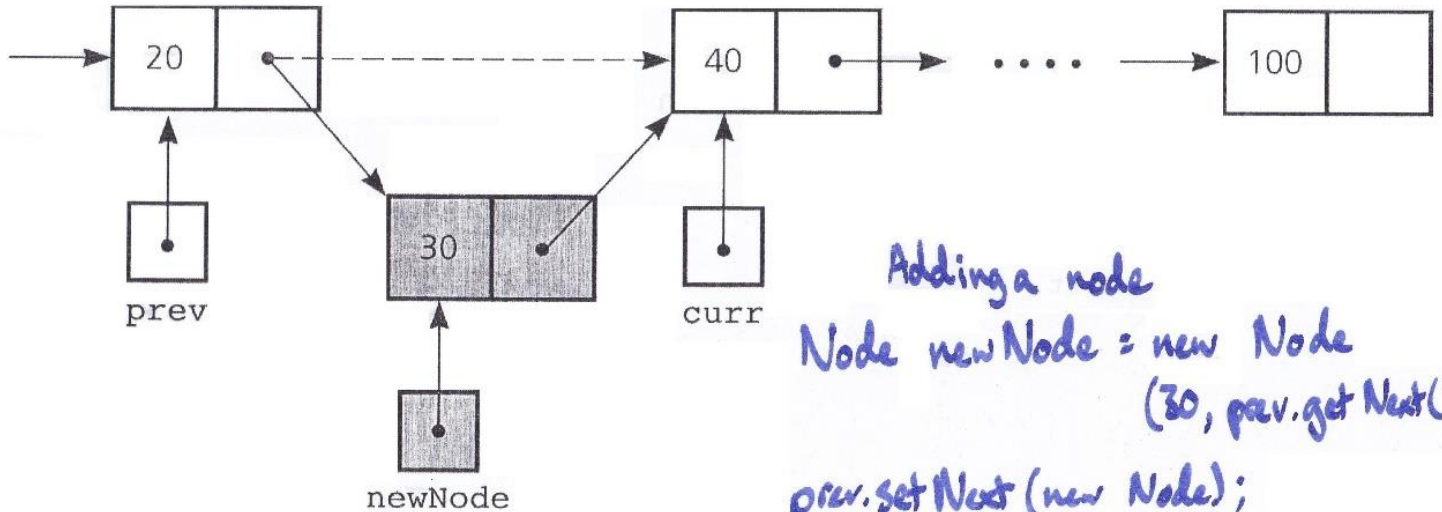 20 40 .... 100
30
prev
curr
newNode
Adding a node
Node newNode = new Node
(30, prev.getNext(
prev.setNext(new Node);